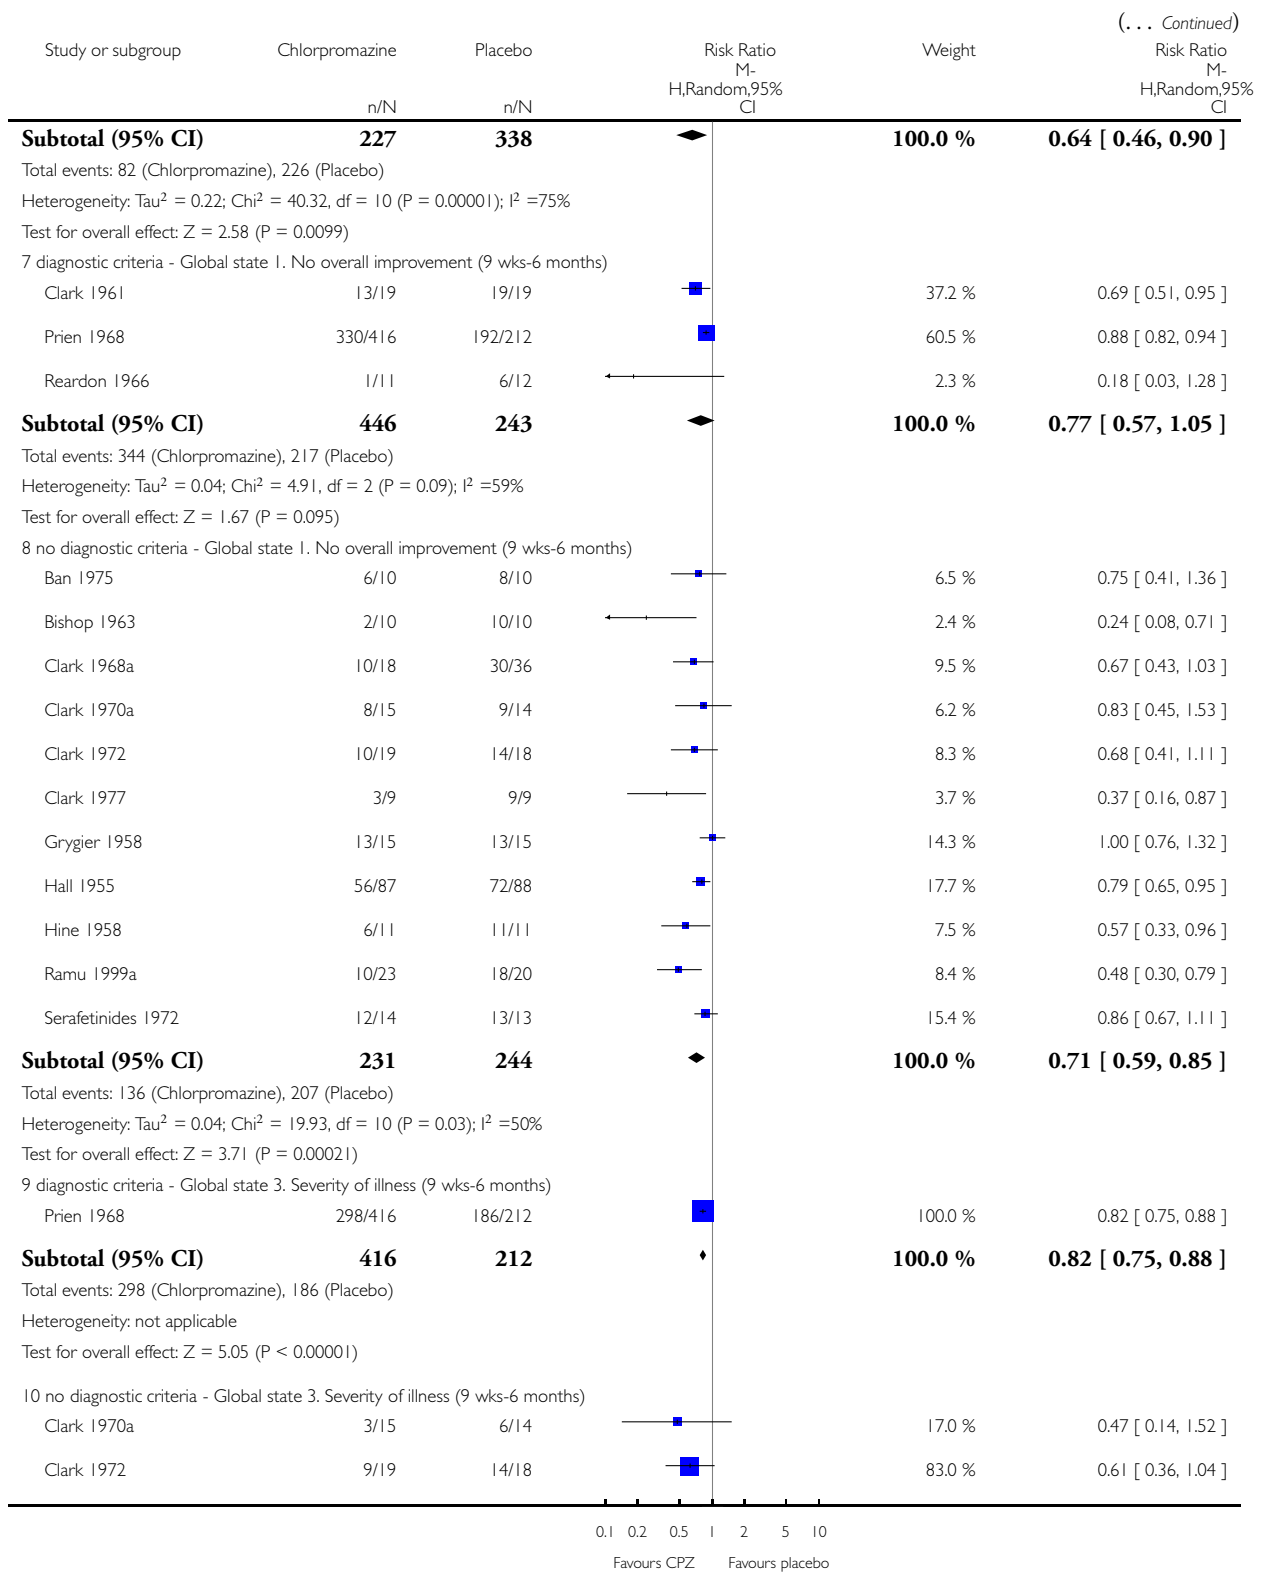 (... Continued)
Study or subgroup Chlorpromazine Placebo Risk Ratio Weight Risk Ratio
M-H,Random,95% CI M-H,Random,95% CI
n/N n/N
Subtotal (95% CI) 227 338 100.0 % 0.64 [ 0.46, 0.90 ]
Total events: 82 (Chlorpromazine), 226 (Placebo)
Heterogeneity: Tau² = 0.22; Chi² = 40.32, df = 10 (P = 0.00001); I² =75%
Test for overall effect: Z = 2.58 (P = 0.0099)
7 diagnostic criteria - Global state 1. No overall improvement (9 wks-6 months)
Clark 1961 13/19 19/19 37.2 % 0.69 [ 0.51, 0.95 ]
Prien 1968 330/416 192/212 60.5 % 0.88 [ 0.82, 0.94 ]
Reardon 1966 1/11 6/12 2.3 % 0.18 [ 0.03, 1.28 ]
Subtotal (95% CI) 446 243 100.0 % 0.77 [ 0.57, 1.05 ]
Total events: 344 (Chlorpromazine), 217 (Placebo)
Heterogeneity: Tau² = 0.04; Chi² = 4.91, df = 2 (P = 0.09); I² =59%
Test for overall effect: Z = 1.67 (P = 0.095)
8 no diagnostic criteria - Global state 1. No overall improvement (9 wks-6 months)
Ban 1975 6/10 8/10 6.5 % 0.75 [ 0.41, 1.36 ]
Bishop 1963 2/10 10/10 2.4 % 0.24 [ 0.08, 0.71 ]
Clark 1968a 10/18 30/36 9.5 % 0.67 [ 0.43, 1.03 ]
Clark 1970a 8/15 9/14 6.2 % 0.83 [ 0.45, 1.53 ]
Clark 1972 10/19 14/18 8.3 % 0.68 [ 0.41, 1.11 ]
Clark 1977 3/9 9/9 3.7 % 0.37 [ 0.16, 0.87 ]
Grygier 1958 13/15 13/15 14.3 % 1.00 [ 0.76, 1.32 ]
Hall 1955 56/87 72/88 17.7 % 0.79 [ 0.65, 0.95 ]
Hine 1958 6/11 11/11 7.5 % 0.57 [ 0.33, 0.96 ]
Ramu 1999a 10/23 18/20 8.4 % 0.48 [ 0.30, 0.79 ]
Serafetinides 1972 12/14 13/13 15.4 % 0.86 [ 0.67, 1.11 ]
Subtotal (95% CI) 231 244 100.0 % 0.71 [ 0.59, 0.85 ]
Total events: 136 (Chlorpromazine), 207 (Placebo)
Heterogeneity: Tau² = 0.04; Chi² = 19.93, df = 10 (P = 0.03); I² =50%
Test for overall effect: Z = 3.71 (P = 0.00021)
9 diagnostic criteria - Global state 3. Severity of illness (9 wks-6 months)
Prien 1968 298/416 186/212 100.0 % 0.82 [ 0.75, 0.88 ]
Subtotal (95% CI) 416 212 100.0 % 0.82 [ 0.75, 0.88 ]
Total events: 298 (Chlorpromazine), 186 (Placebo)
Heterogeneity: not applicable
Test for overall effect: Z = 5.05 (P < 0.00001)
10 no diagnostic criteria - Global state 3. Severity of illness (9 wks-6 months)
Clark 1970a 3/15 6/14 17.0 % 0.47 [ 0.14, 1.52 ]
Clark 1972 9/19 14/18 83.0 % 0.61 [ 0.36, 1.04 ]
0.1 0.2 0.5 1 2 5 10
Favours CPZ Favours placebo